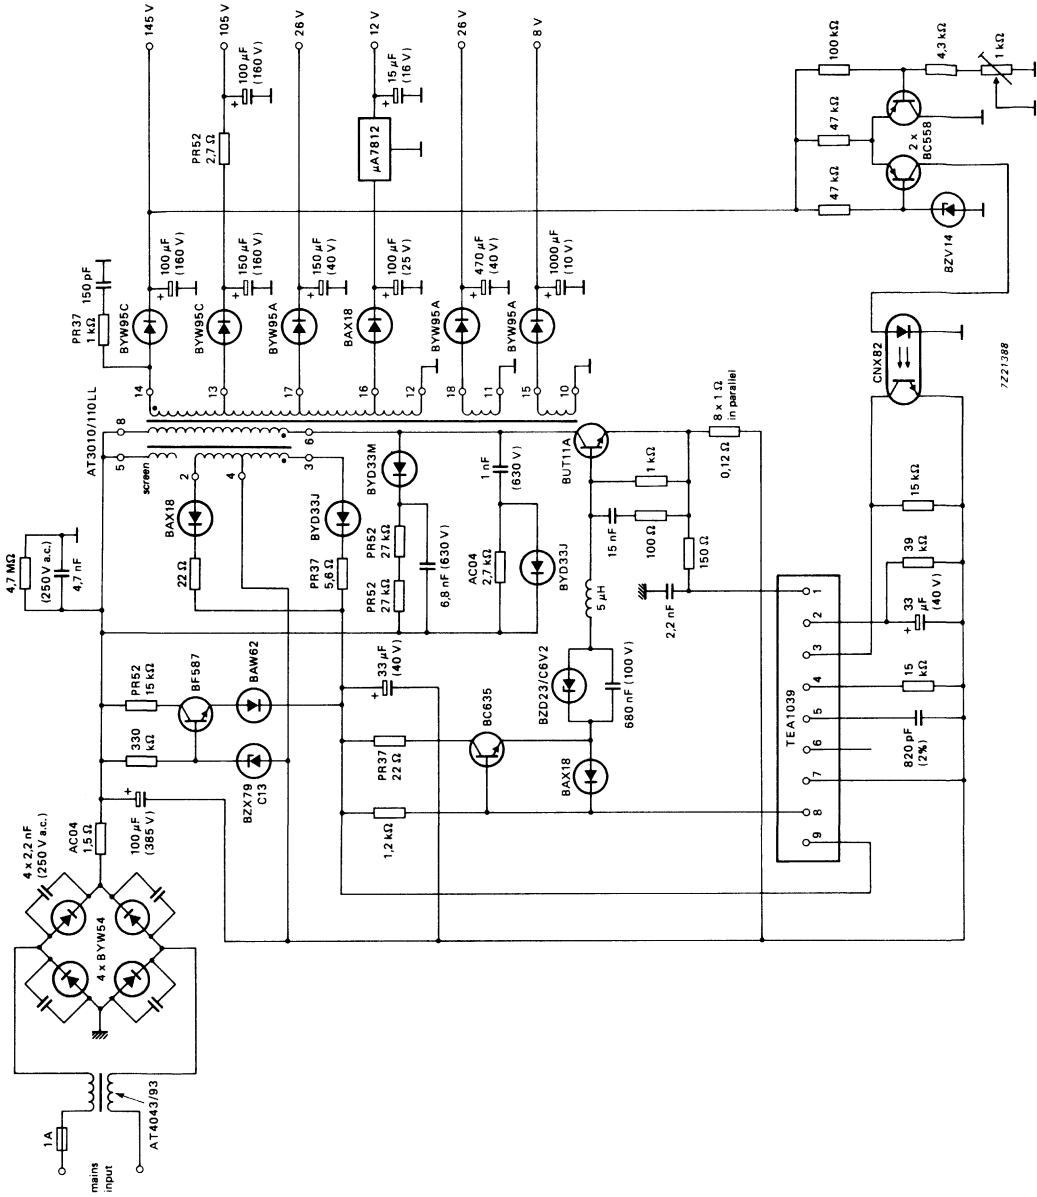 mains
input
1 A
AT4043/93
4 x BYW54
4 x 2,2 nF
(250 V a.c.)
AC04
1,5 Ω
100 µF
(385 V)
+
330
kΩ
PR52
15 kΩ
BF587
BZX79
C13
BAW62
4,7 MΩ
(250 V a.c.)
4,7 nF
AT3010/110LL
5
8
screen
2
4
3
6
BAX18
22 Ω
BYD33J
PR37
5,6 Ω
+
33 µF
(40 V)
BYD33M
PR52
27 kΩ
PR52
27 kΩ
6,8 nF (630 V)
1 nF
(630 V)
AC04
2,7 kΩ
BYD33J
BUT11A
1 kΩ
15 nF
100 Ω
150 Ω
2,2 nF
8 x 1 Ω
in parallel
0,12 Ω
5 µH
BZD23/C6V2
680 nF (100 V)
BC635
PR37
22 Ω
1,2 kΩ
BAX18
TEA1039
1
2
3
4
5
6
7
8
9
15 kΩ
39
kΩ
+
33
µF
(40 V)
15
kΩ
820 pF
(2%)
CNX82
7Z21388
BZV14
2 x
BC558
47 kΩ
47 kΩ
100 kΩ
4,3 kΩ
1 kΩ
14
13
17
16
12
18
11
15
10
PR37
1 kΩ
150 pF
BYW95C
BYW95C
BYW95A
BAX18
BYW95A
BYW95A
+
100 µF
(160 V)
+
150 µF
(160 V)
+
150 µF
(40 V)
+
100 µF
(25 V)
+
470 µF
(40 V)
+
1000 µF
(10 V)
PR52
2,7 Ω
+
100 µF
(160 V)
µA7812
+
15 µF
(16 V)
145 V
105 V
26 V
12 V
26 V
8 V